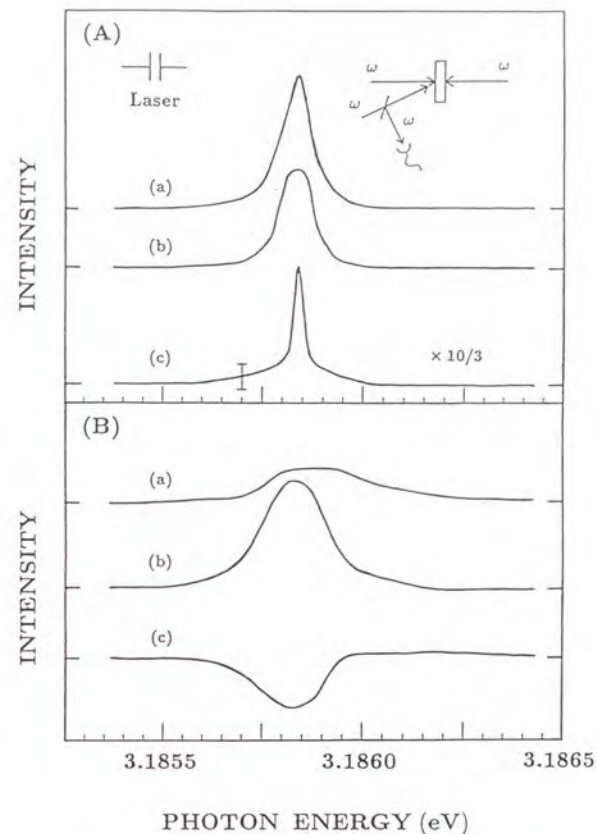 (A)
Laser
ω ω
ω
ω
(a)
(b)
(c)
× 10/3
INTENSITY
(B)
(a)
(b)
(c)
INTENSITY
3.1855 3.1860 3.1865
PHOTON ENERGY (eV)